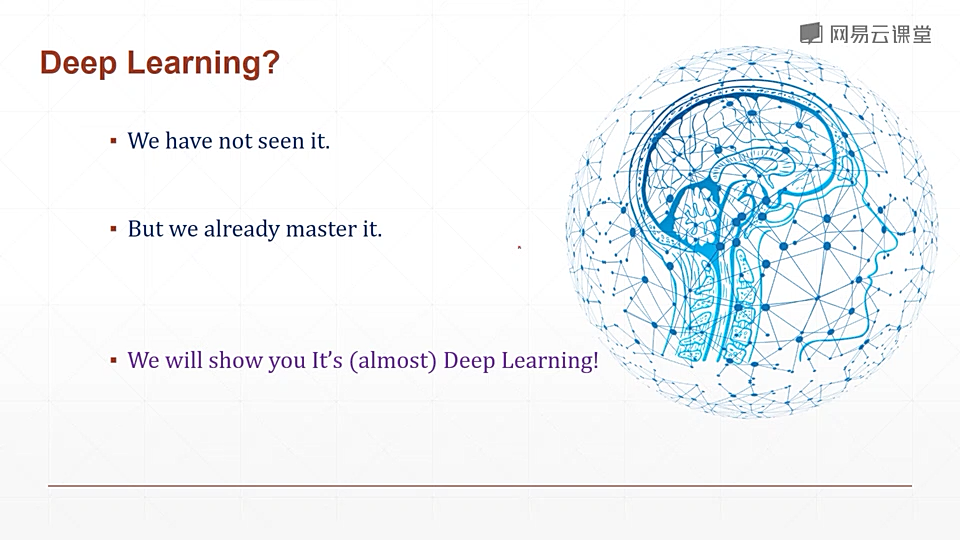 网易云课堂
Deep Learning?
We have not seen it.
But we already master it.
We will show you It’s (almost) Deep Learning!